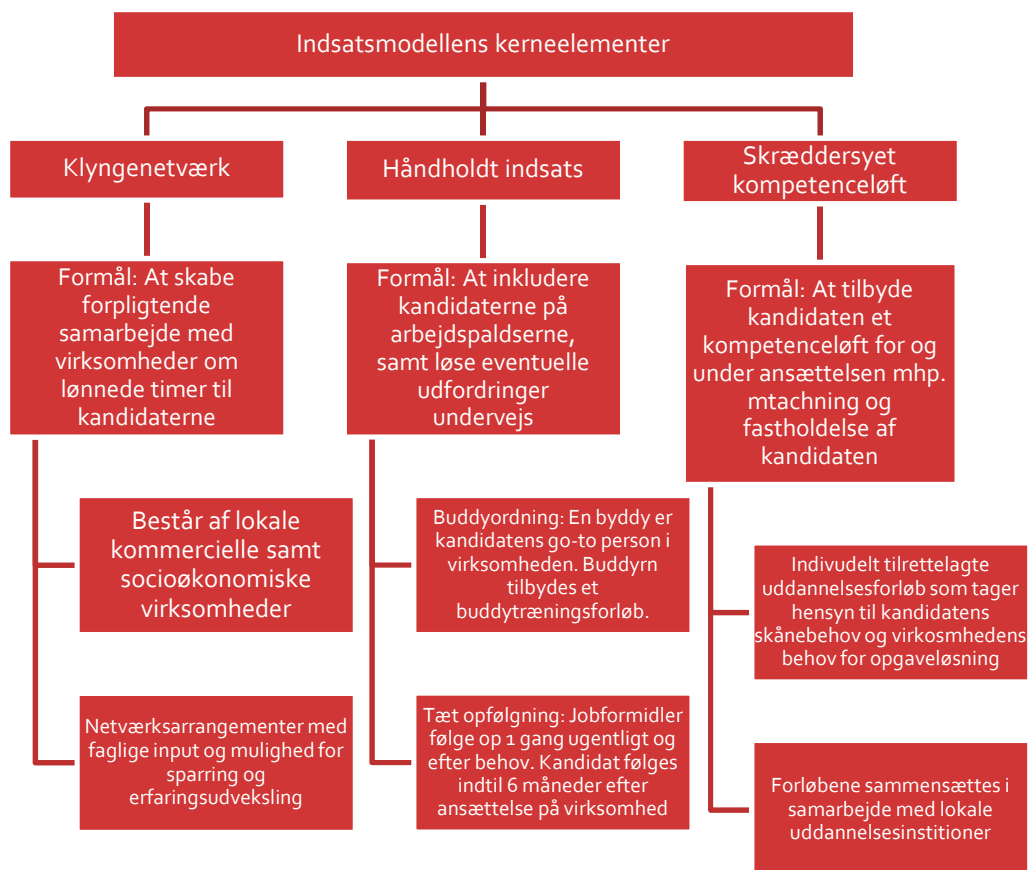 Indsatsmodellens kerneelementer
Klyngenetværk
Formål: At skabe
forpligtende
samarbejde med
virksomheder om
lønnede timer til
kandidaterne
Består af lokale
kommercielle samt
socioøkonomiske
virksomheder
Netværksarrangementer med
faglige input og mulighed for
sparring og
erfaringsudveksling
Håndholdt indsats
Formål: At inkludere
kandidaterne på
arbejdspaldserne,
samt løse eventuelle
udfordringer
undervejs
Buddyordning: En byddy er
kandidatens go-to person i
virksomheden. Buddyrn
tilbydes et
buddytræningsforløb.
Tæt opfølgning: Jobformidler
følge op 1 gang ugentligt og
efter behov. Kandidat følges
indtil 6 måneder efter
ansættelse på virksomhed
Skræddersyet
kompetenceløft
Formål: At tilbyde
kandidaten et
kompetenceløft for og
under ansættelsen mhp.
mtachning og
fastholdelse af
kandidaten
Indivudelt tilrettelagte
uddannelsesforløb som tager
hensyn til kandidatens
skånebehov og virkosmhedens
behov for opgaveløsning
Forløbene sammensættes i
samarbejde med lokale
uddannelsesinstitioner